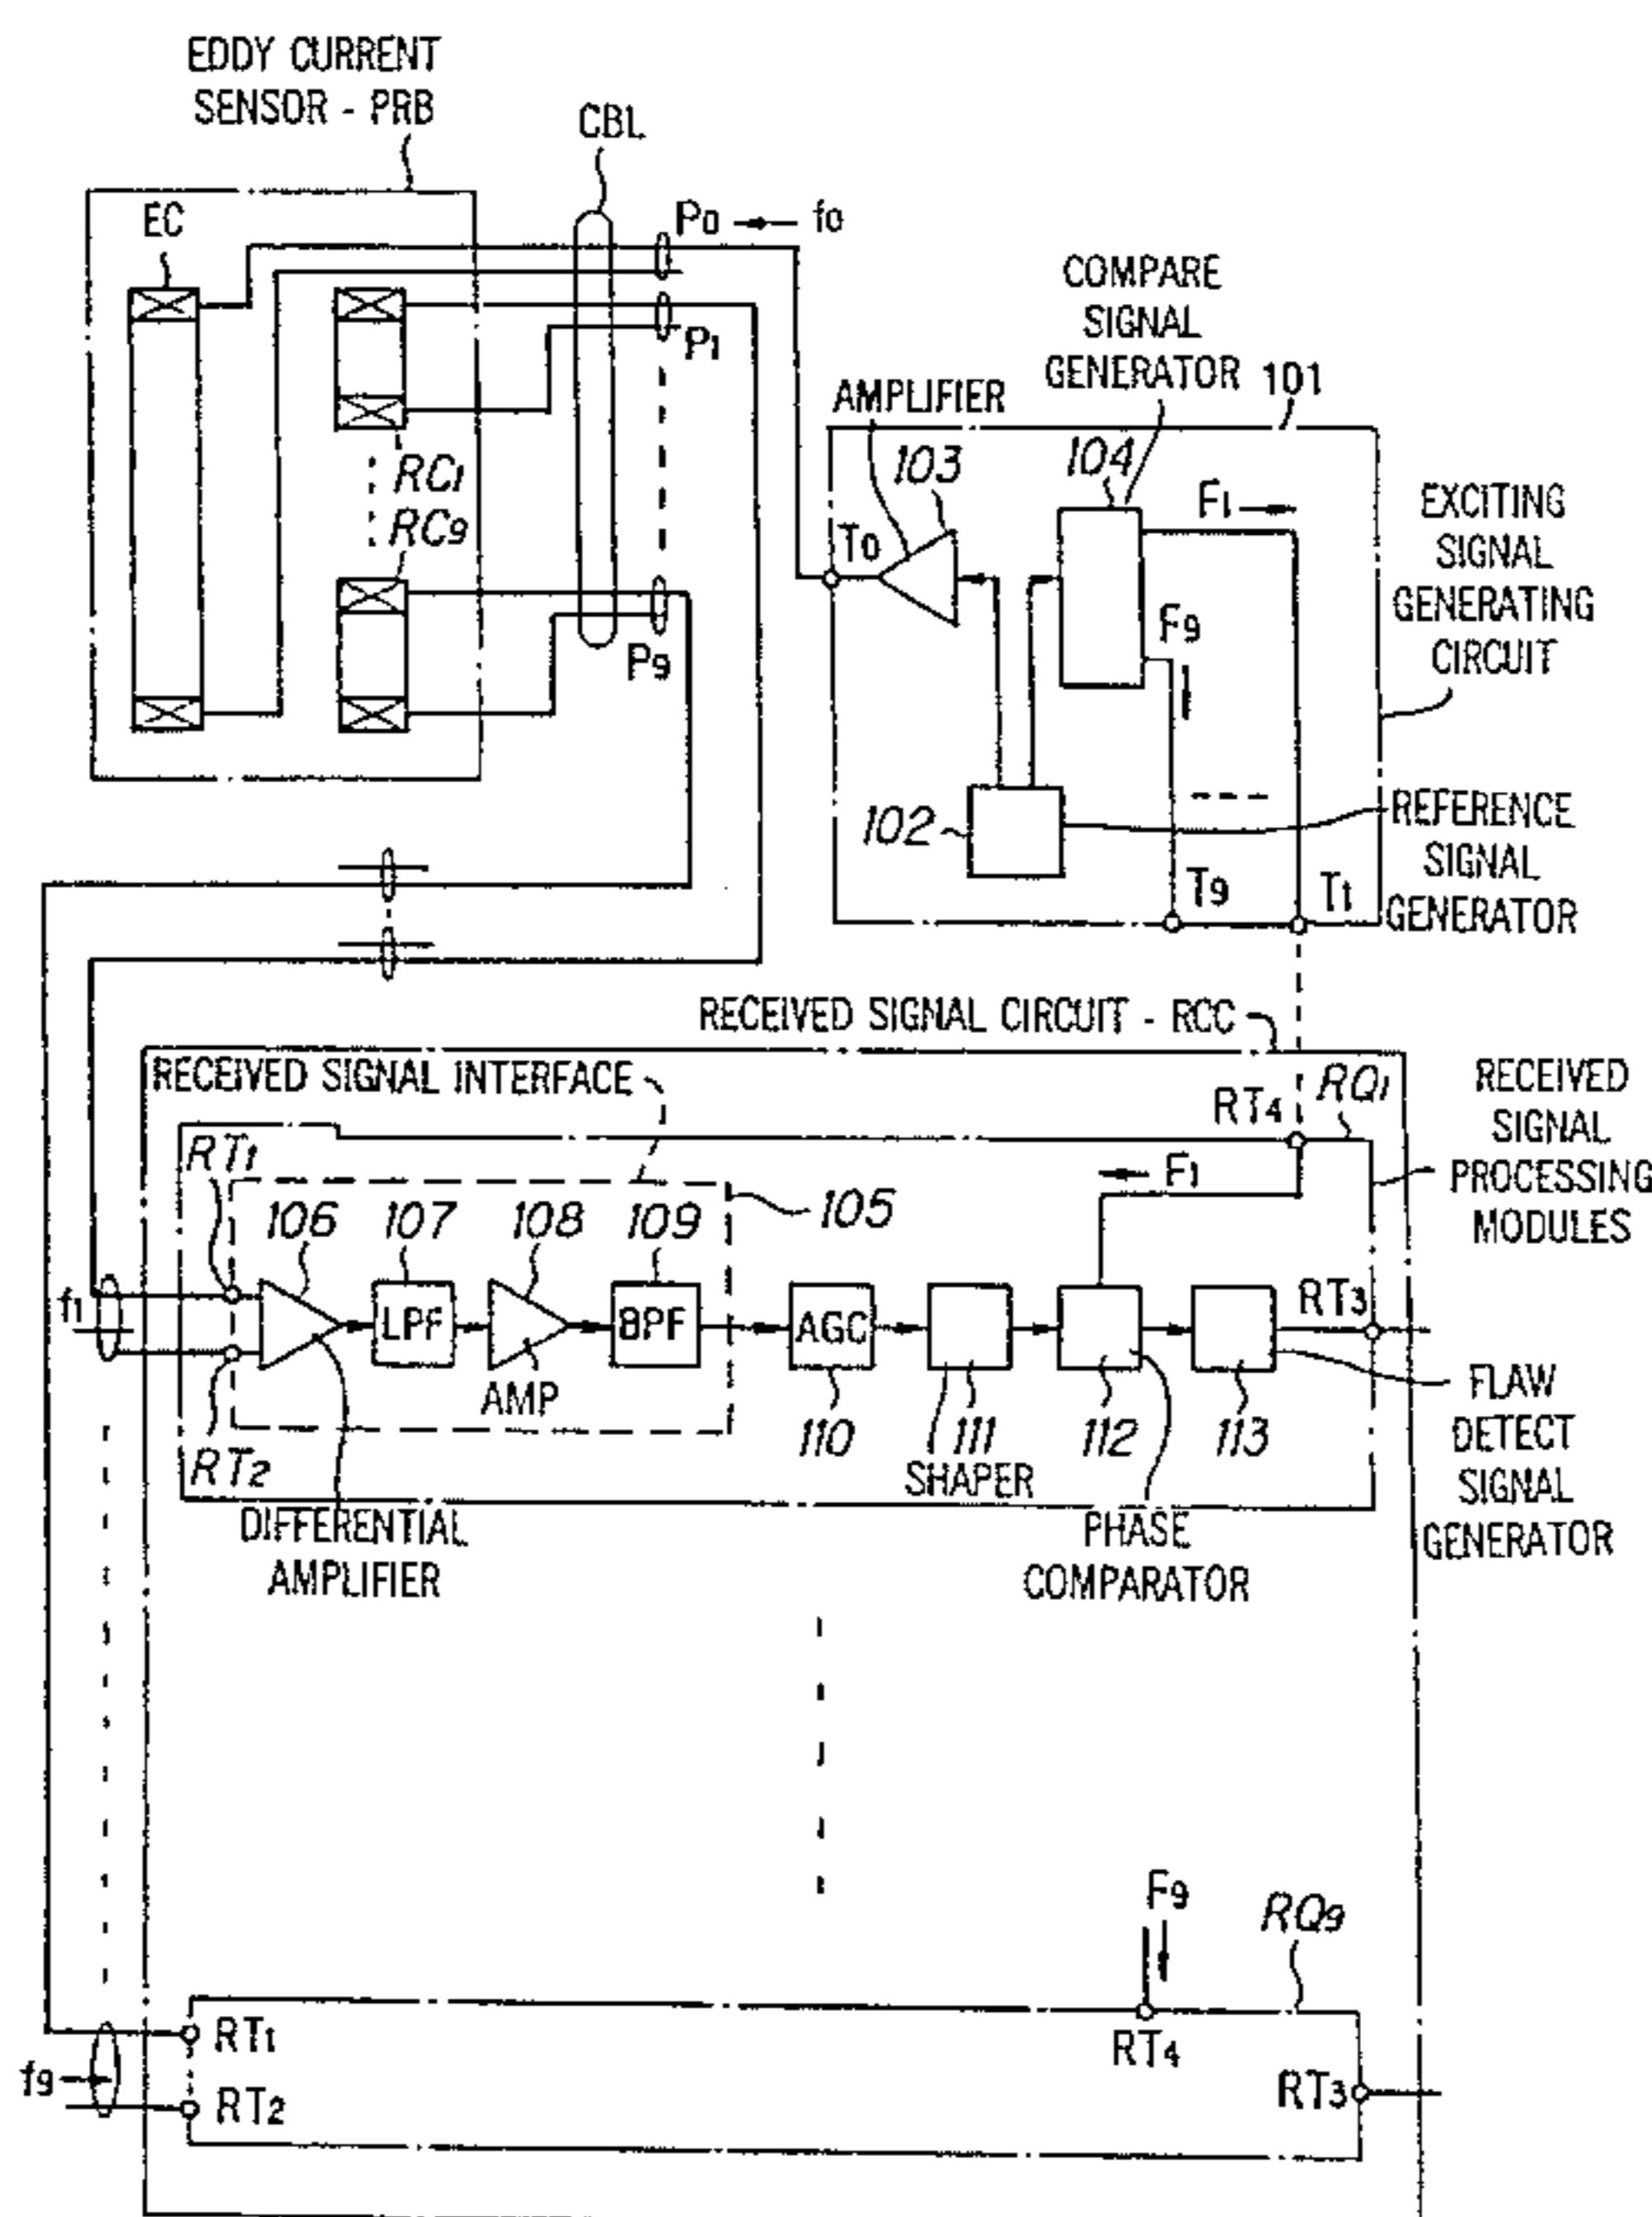 EDDY CURRENT
SENSOR - PRB
CBL
EC
P0
f0
P1
RC1
RC9
P9
COMPARE
SIGNAL
GENERATOR
101
AMPLIFIER
103
104
T0
F1
F9
EXCITING
SIGNAL
GENERATING
CIRCUIT
102
REFERENCE
SIGNAL
GENERATOR
T9
T1
RECEIVED SIGNAL CIRCUIT - RCC
RECEIVED SIGNAL INTERFACE
RT4
RQ1
RECEIVED
SIGNAL
PROCESSING
MODULES
RT1
F1
105
106
107
108
109
f1
LPF
BPF
AGC
RT3
AMP
RT2
110
111
112
113
SHAPER
FLAW
DETECT
SIGNAL
GENERATOR
DIFFERENTIAL
AMPLIFIER
PHASE
COMPARATOR
F9
RQ9
RT1
RT4
f9
RT2
RT3